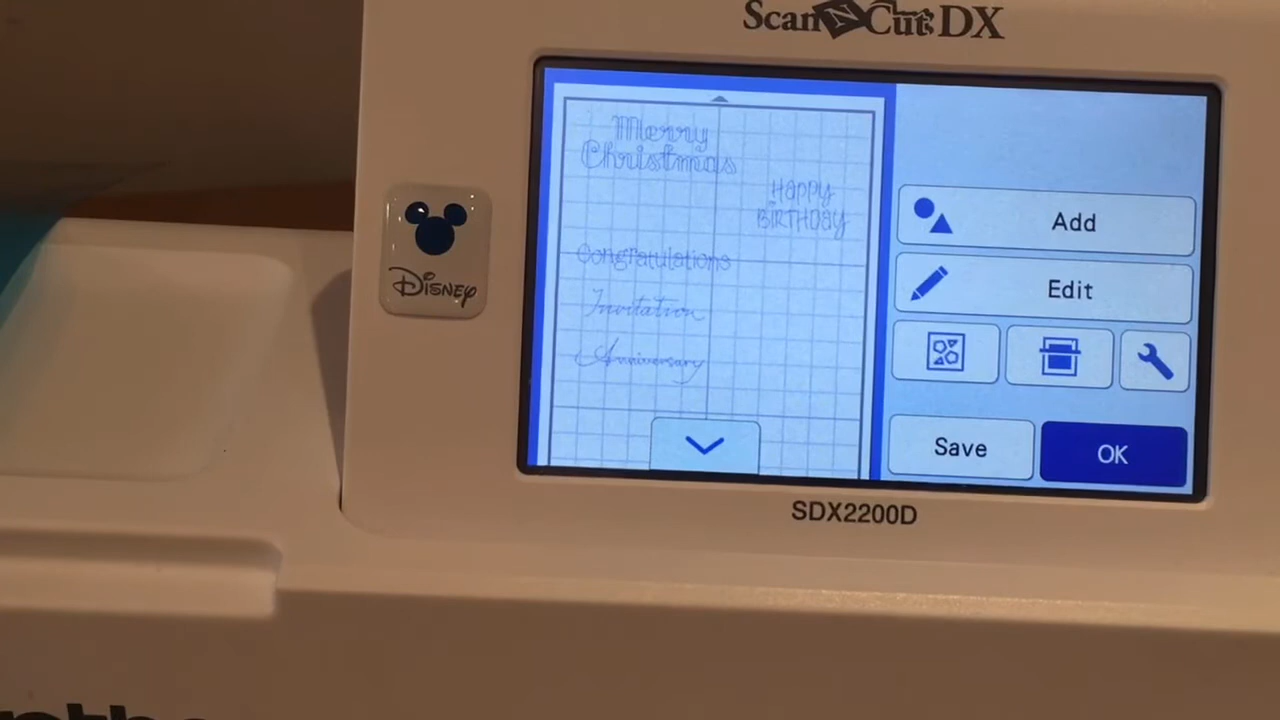 ScanNCut DX
Merry
Christmas
Happy
BIRTHDAY
Congratulations
Invitation
Anniversary
Add
Edit
Save
OK
Disney
SDX2200D